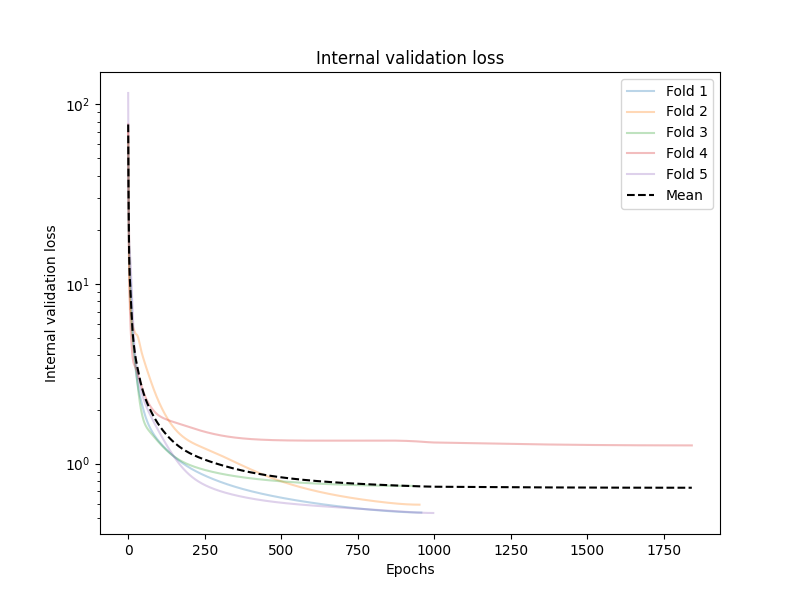 Internal validation loss
Fold 1
Fold 2
Fold 3
Fold 4
Fold 5
Mean
Internal validation loss
10²
10¹
10⁰
0 250 500 750 1000 1250 1500 1750
Epochs